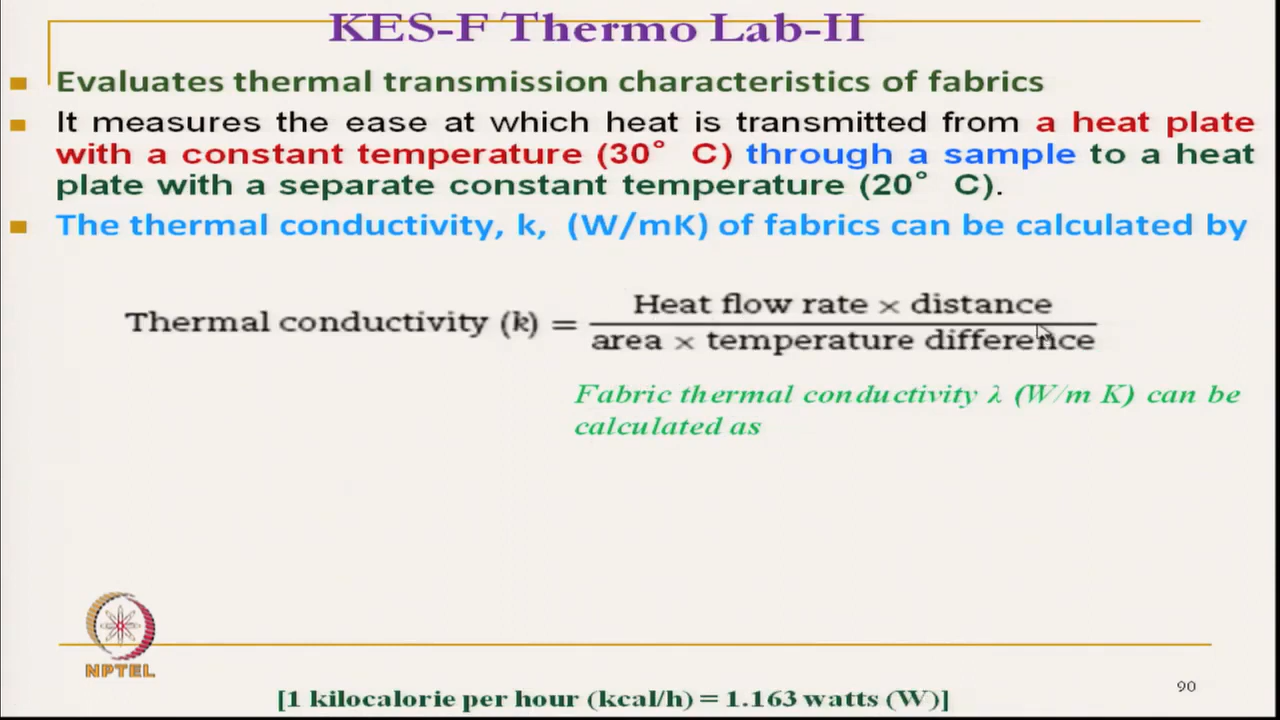 KES-F Thermo Lab-II
Evaluates thermal transmission characteristics of fabrics
It measures the ease at which heat is transmitted from a heat plate
with a constant temperature (30° C) through a sample to a heat
plate with a separate constant temperature (20° C).
The thermal conductivity, k, (W/mK) of fabrics can be calculated by
Thermal conductivity (k) = Heat flow rate × distance
area × temperature difference
Fabric thermal conductivity λ (W/m K) can be
calculated as
NPTEL
90
[1 kilocalorie per hour (kcal/h) = 1.163 watts (W)]